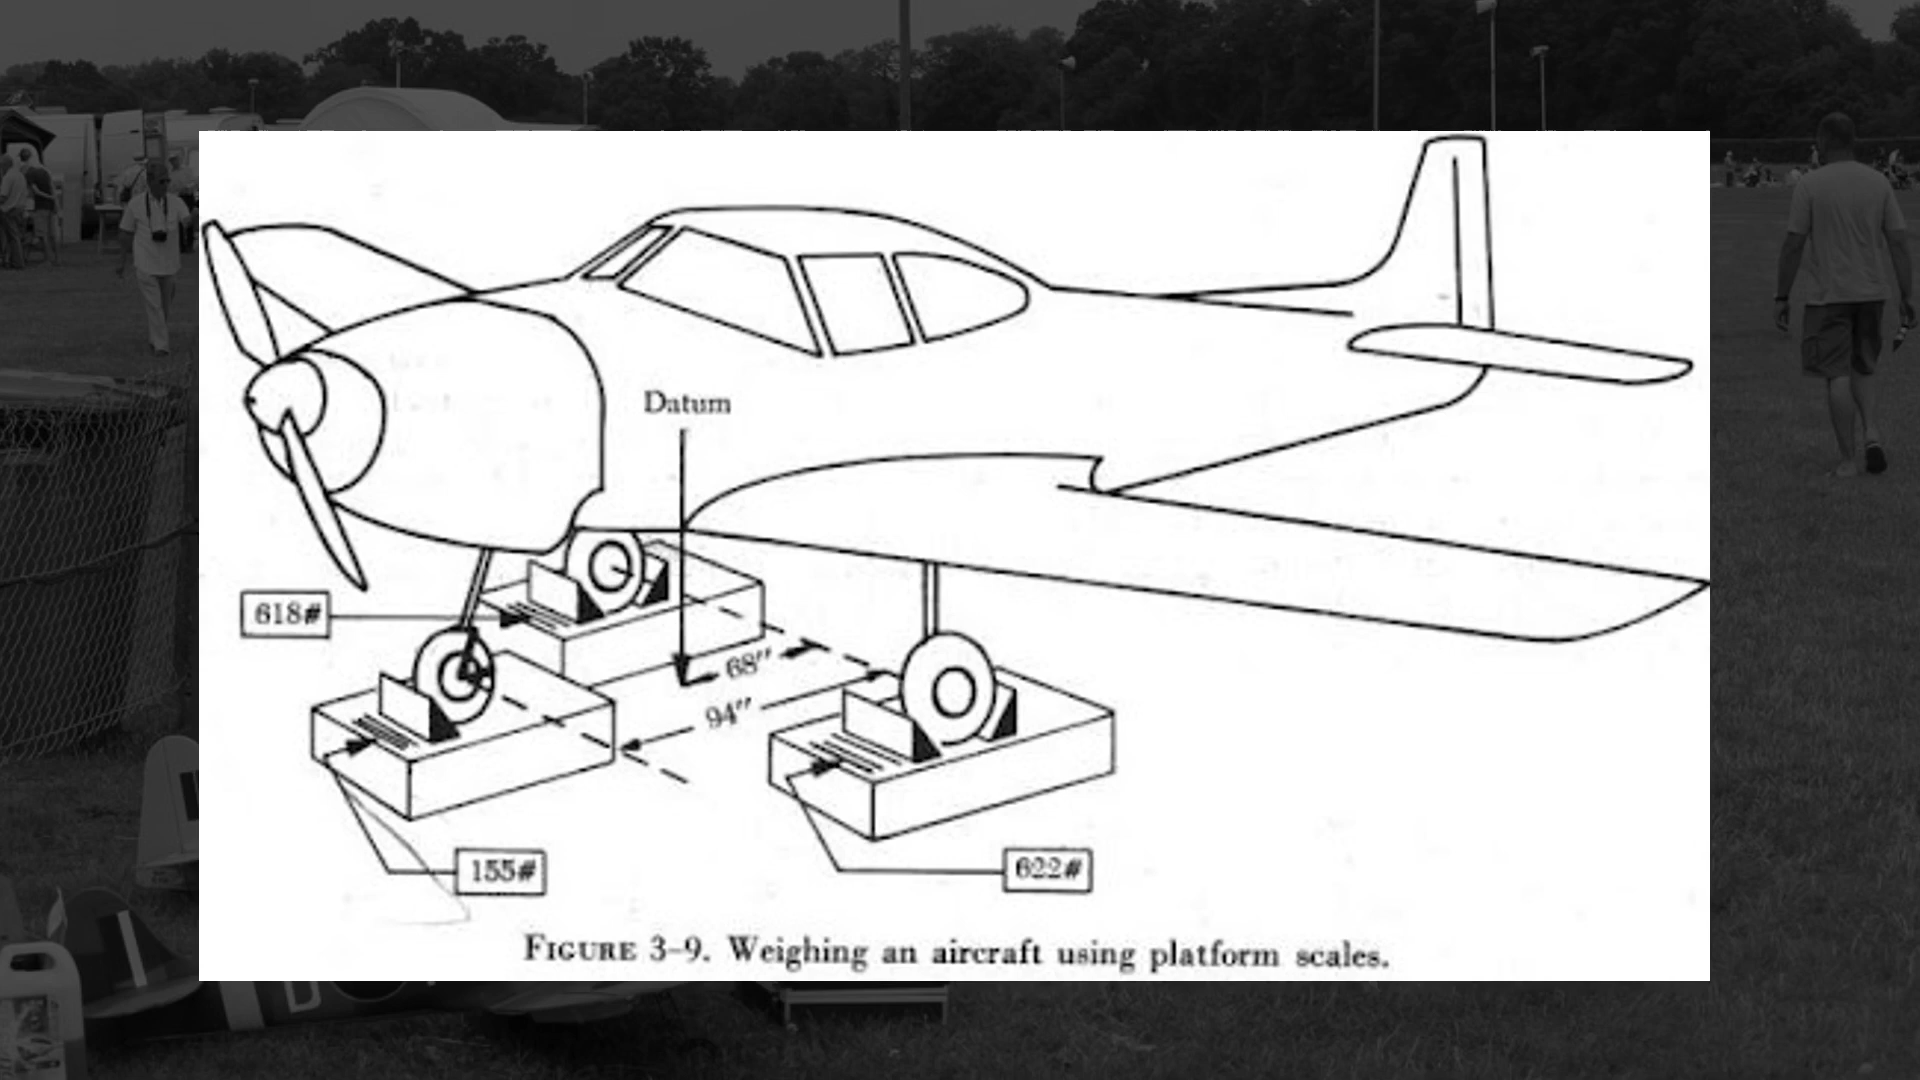 Datum
618#
68″
94″
155#
622#
FIGURE 3–9. Weighing an aircraft using platform scales.
D